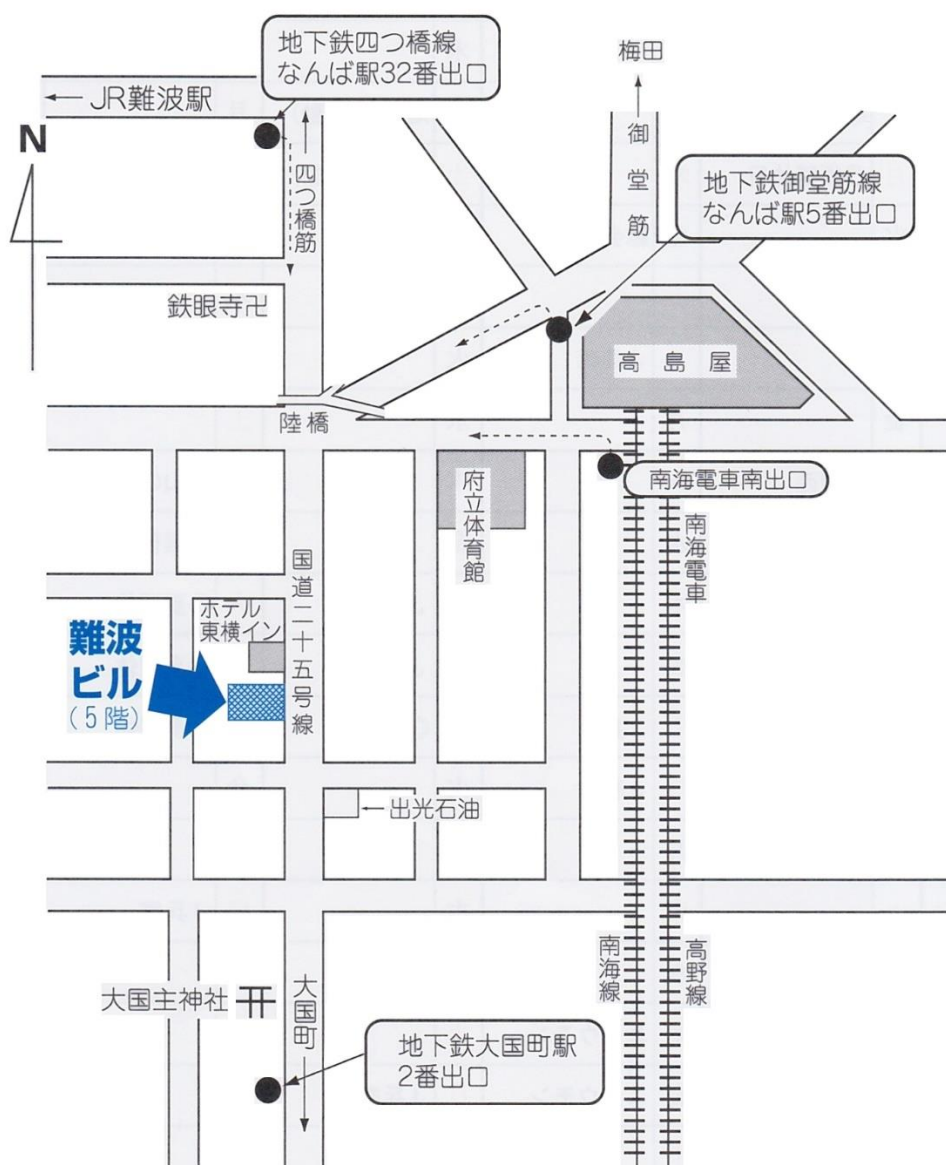 地下鉄四つ橋線
なんば駅32番出口
梅田
JR難波駅
N
御堂筋
四つ橋筋
地下鉄御堂筋線
なんば駅5番出口
鉄眼寺卍
高島屋
陸橋
南海電車南出口
府立体育館
南海電車
国道二十五号線
ホテル
東横イン
難波
ビル
(5階)
出光石油
南海線
高野線
大国主神社
大国町
地下鉄大国町駅
2番出口